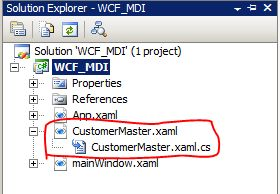 Solution Explorer - WCF_MDI
Solution 'WCF_MDI' (1 project)
WCF_MDI
Properties
References
App.xaml
CustomerMaster.xaml
CustomerMaster.xaml.cs
mainWindow.xaml